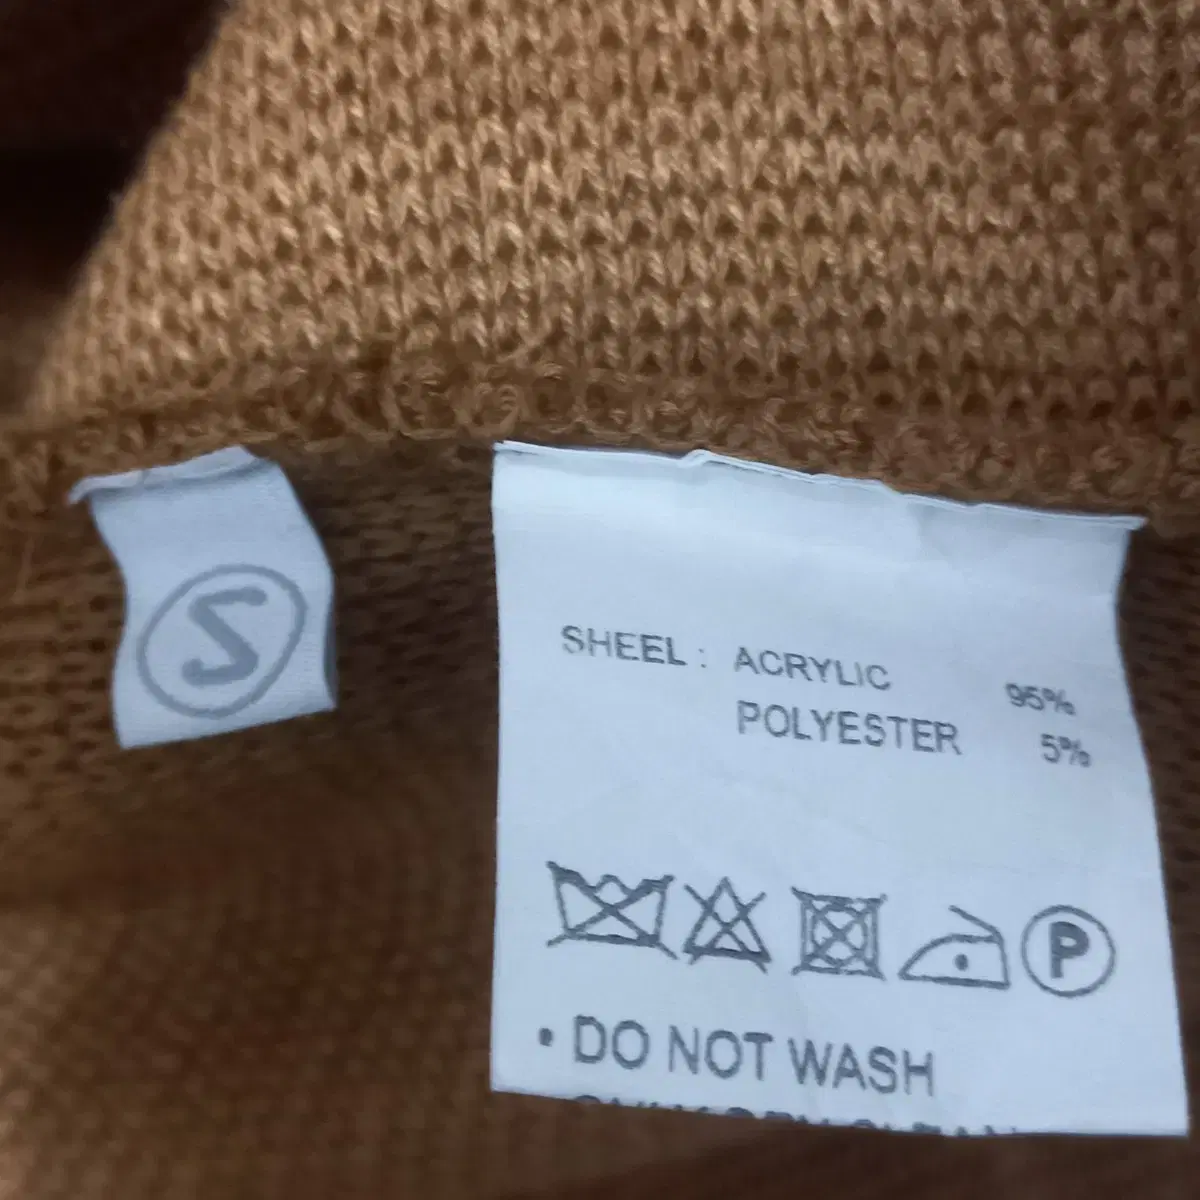 S
SHEEL : ACRYLIC 95%
POLYESTER 5%
P
• DO NOT WASH